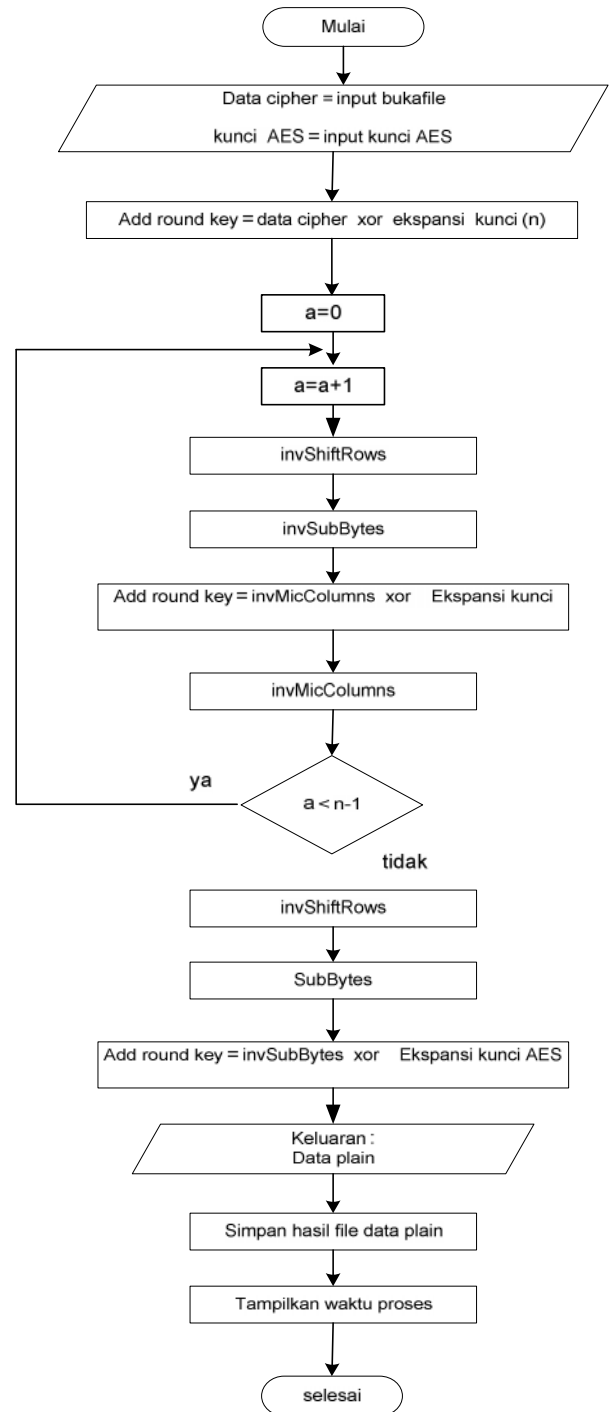 Mulai
Data cipher = input bukafile
kunci AES = input kunci AES
Add round key = data cipher xor ekspansi kunci (n)
a=0
a=a+1
invShiftRows
invSubBytes
Add round key = invMicColumns xor Ekspansi kunci
invMicColumns
ya
a < n-1
tidak
invShiftRows
SubBytes
Add round key = invSubBytes xor Ekspansi kunci AES
Keluaran :
Data plain
Simpan hasil file data plain
Tampilkan waktu proses
selesai